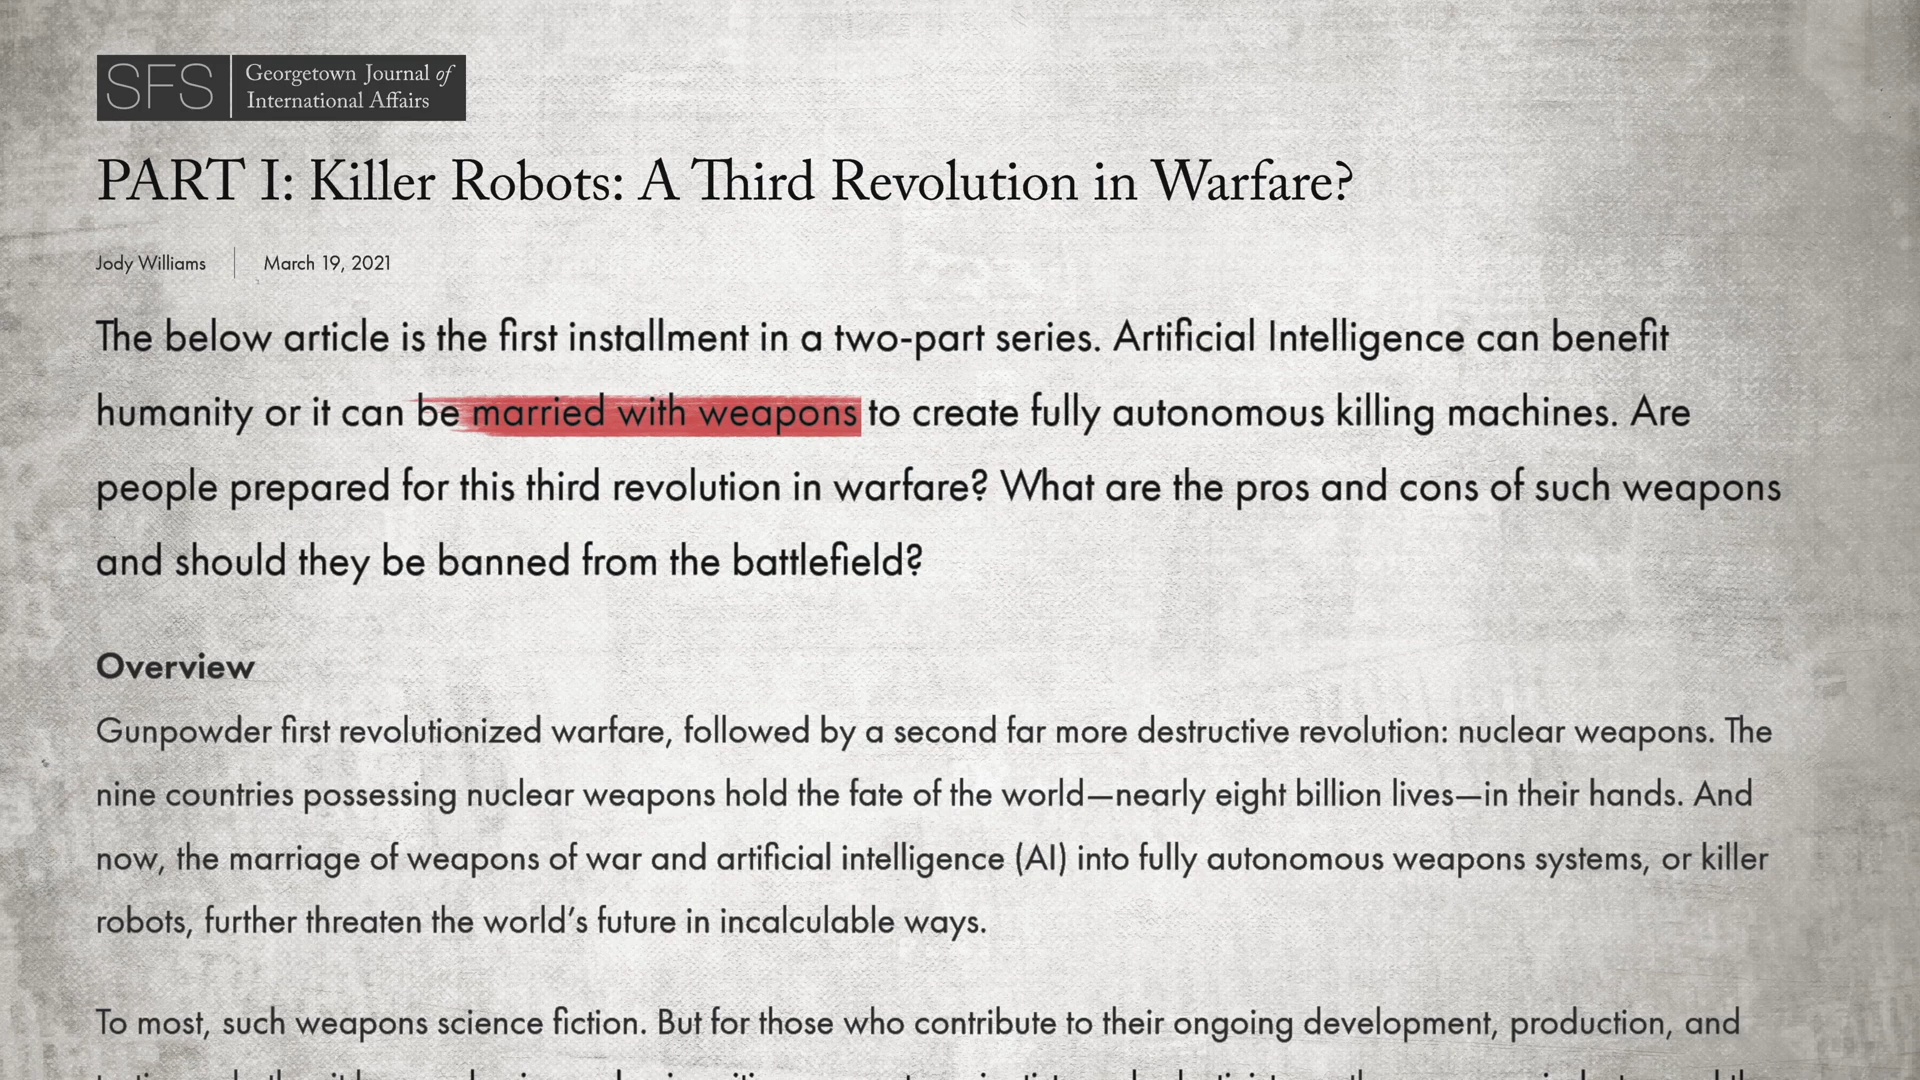 SFS
Georgetown Journal of
International Affairs
PART I: Killer Robots: A Third Revolution in Warfare?
Jody Williams
March 19, 2021
The below article is the first installment in a two-part series. Artificial Intelligence can benefit
humanity or it can be married with weapons to create fully autonomous killing machines. Are
people prepared for this third revolution in warfare? What are the pros and cons of such weapons
and should they be banned from the battlefield?
Overview
Gunpowder first revolutionized warfare, followed by a second far more destructive revolution: nuclear weapons. The
nine countries possessing nuclear weapons hold the fate of the world—nearly eight billion lives—in their hands. And
now, the marriage of weapons of war and artificial intelligence (AI) into fully autonomous weapons systems, or killer
robots, further threaten the world’s future in incalculable ways.
To most, such weapons science fiction. But for those who contribute to their ongoing development, production, and